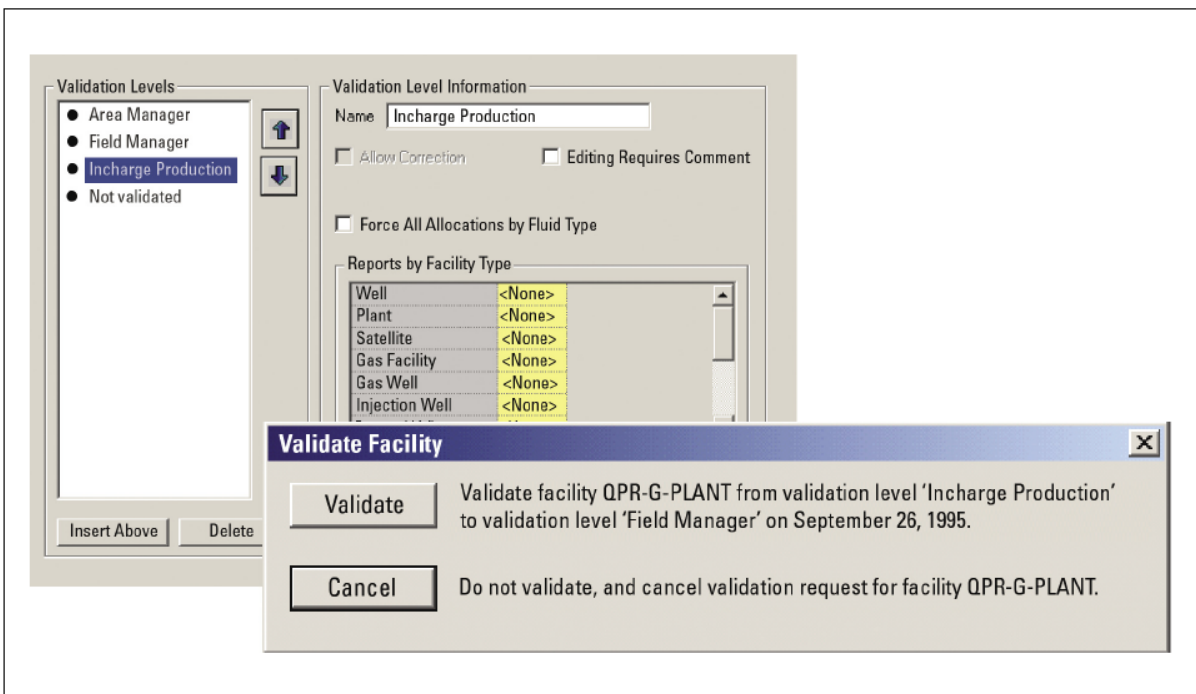 Validation Levels
Area Manager
Field Manager
Incharge Production
Not validated
Insert Above
Delete
Validation Level Information
Name Incharge Production
Allow Correction
Editing Requires Comment
Force All Allocations by Fluid Type
Reports by Facility Type
Well <None>
Plant <None>
Satellite <None>
Gas Facility <None>
Gas Well <None>
Injection Well <None>
Validate Facility
Validate
Validate facility QPR-G-PLANT from validation level 'Incharge Production'
to validation level 'Field Manager' on September 26, 1995.
Cancel
Do not validate, and cancel validation request for facility QPR-G-PLANT.